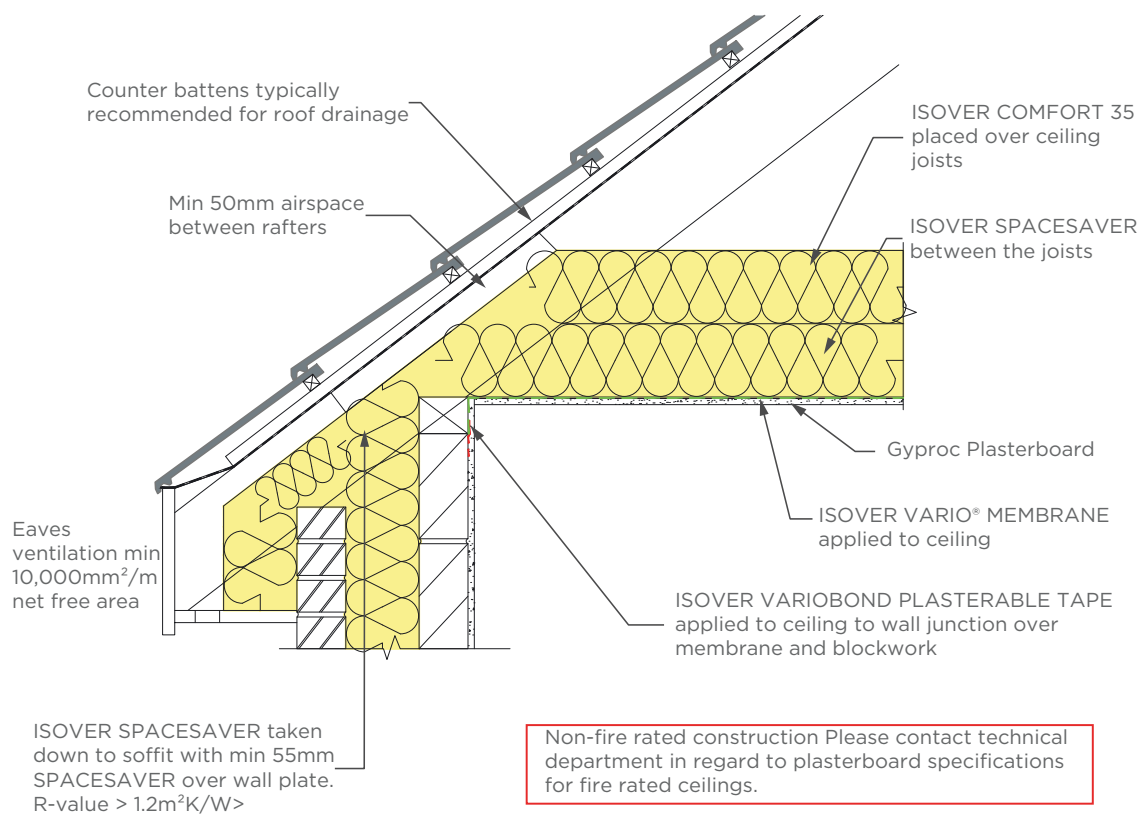 Counter battens typically
recommended for roof drainage
Min 50mm airspace
between rafters
ISOVER COMFORT 35
placed over ceiling
joists
ISOVER SPACESAVER
between the joists
Gyproc Plasterboard
ISOVER VARIO® MEMBRANE
applied to ceiling
Eaves
ventilation min
10,000mm²/m
net free area
ISOVER VARIOBOND PLASTERABLE TAPE
applied to ceiling to wall junction over
membrane and blockwork
ISOVER SPACESAVER taken
down to soffit with min 55mm
SPACESAVER over wall plate.
R-value > 1.2m²K/W>
Non-fire rated construction Please contact technical
department in regard to plasterboard specifications
for fire rated ceilings.